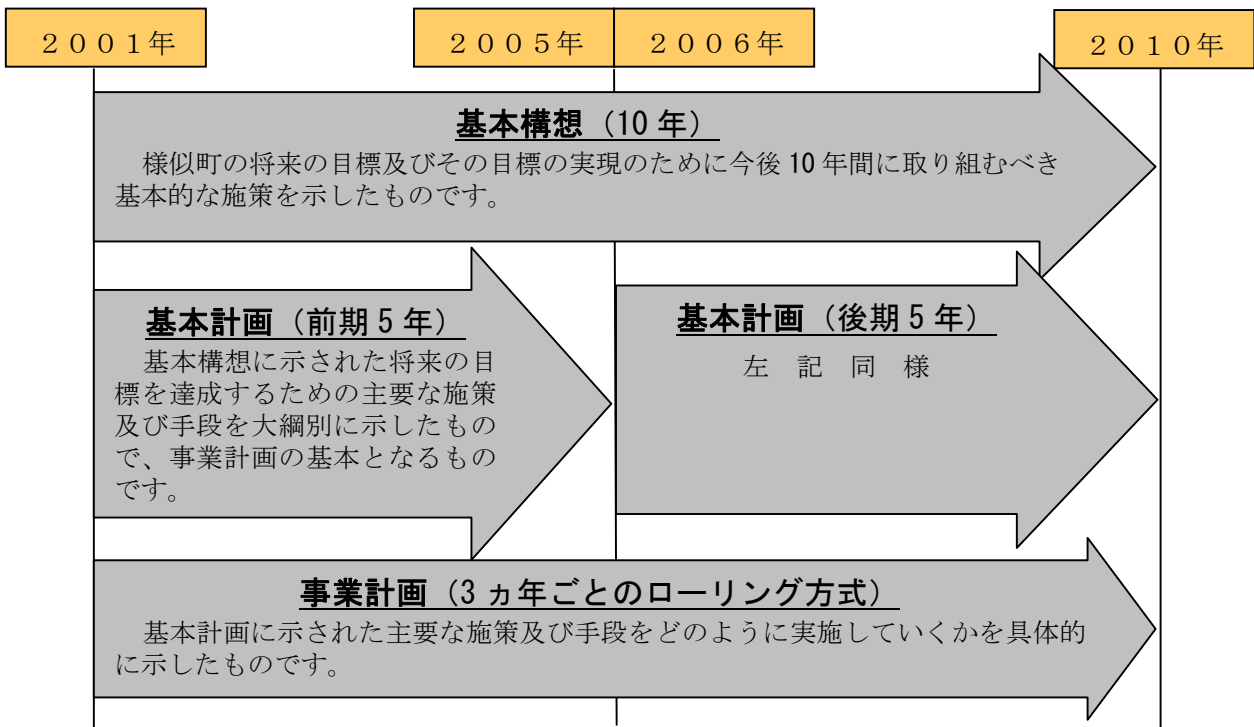 ２００１年
２００５年
２００６年
２０１０年
基本構想（10 年）
様似町の将来の目標及びその目標の実現のために今後 10 年間に取り組むべき
基本的な施策を示したものです。
基本計画（前期 5 年）
基本構想に示された将来の目
標を達成するための主要な施策
及び手段を大綱別に示したもの
で、事業計画の基本となるもの
です。
基本計画（後期 5 年）
左　記　同　様
事業計画（3 ヵ年ごとのローリング方式）
基本計画に示された主要な施策及び手段をどのように実施していくかを具体的
に示したものです。